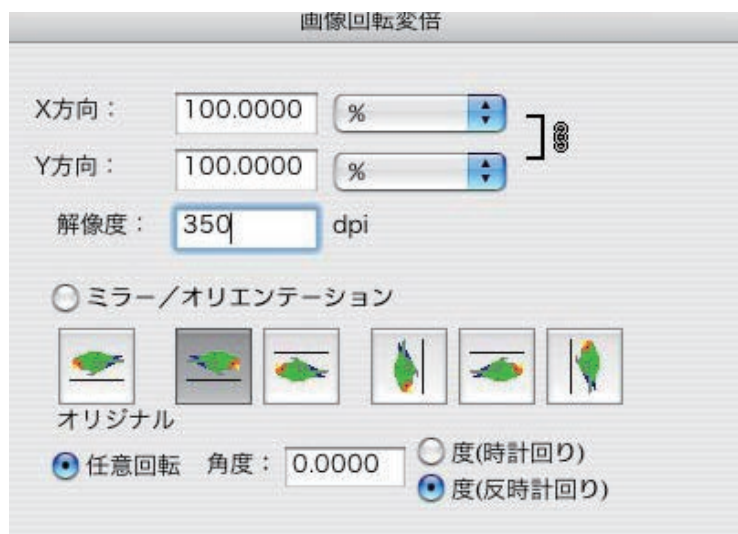 画像回転変倍
X方向： 100.0000 %
Y方向： 100.0000 %
解像度： 350 dpi
ミラー／オリエンテーション
オリジナル
任意回転 角度： 0.0000
度(時計回り)
度(反時計回り)